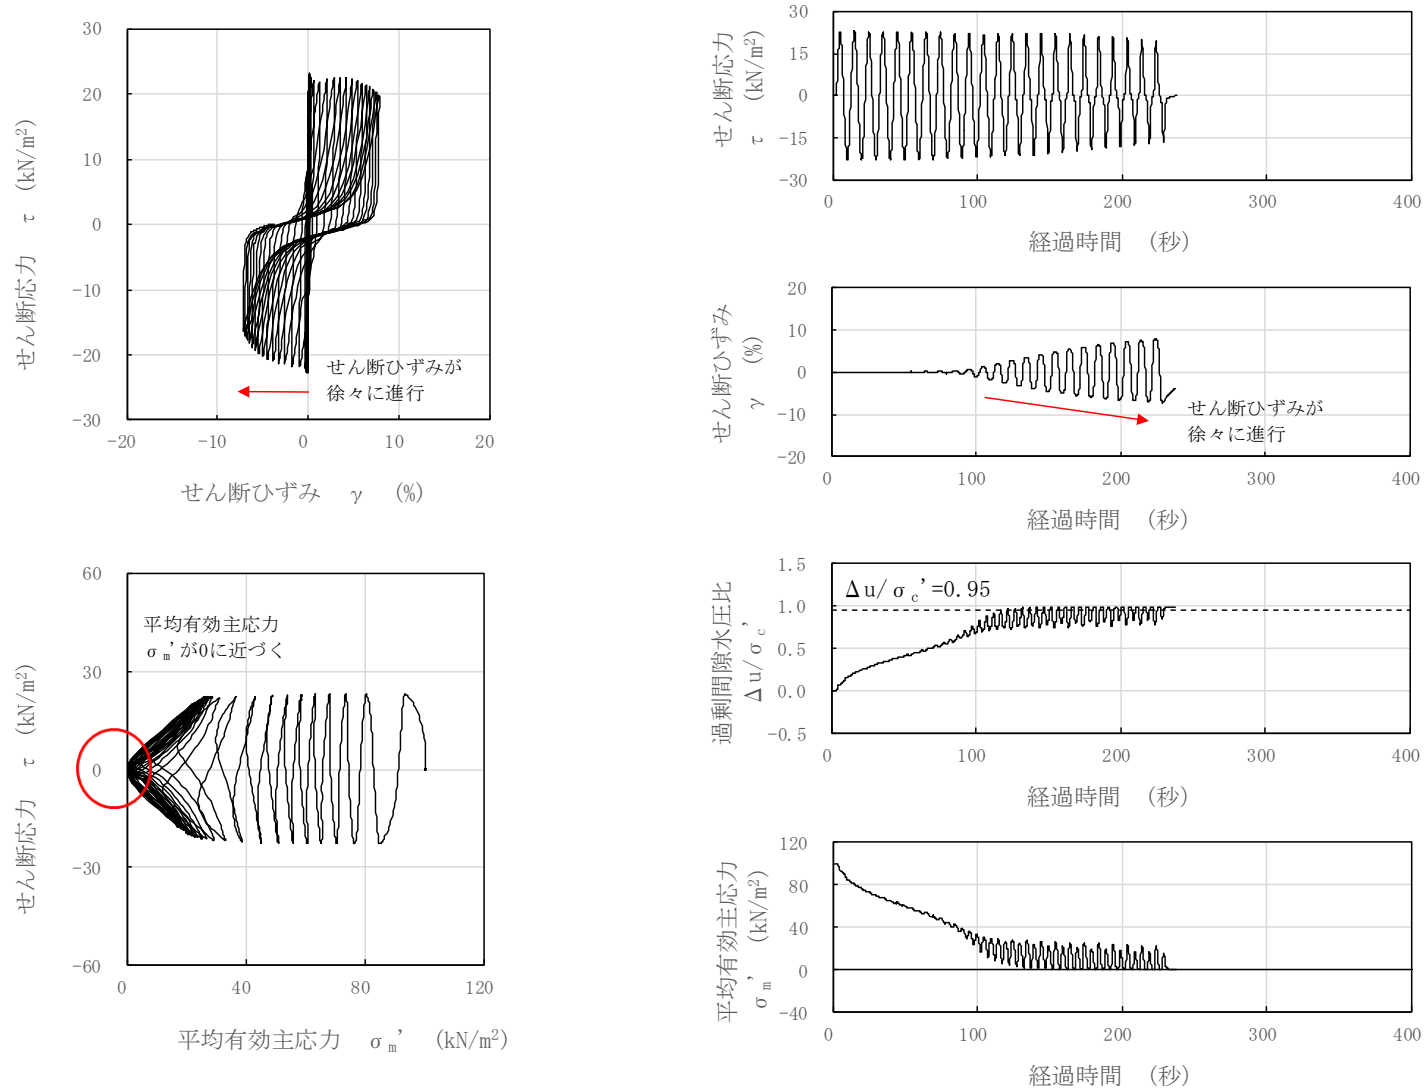 30
20
10
0
-10
-20
-30
-20
-10
0
10
20
せん断応力 τ (kN/m²)
せん断ひずみ γ (%)
せん断ひずみが
徐々に進行
60
30
0
-30
-60
0
40
80
120
せん断応力 τ (kN/m²)
平均有効主応力 σm' (kN/m²)
平均有効主応力
σm'が0に近づく
30
15
0
-15
-30
0
100
200
300
400
せん断応力
τ (kN/m²)
経過時間 (秒)
20
10
0
-10
-20
0
100
200
300
400
せん断ひずみ
γ (%)
経過時間 (秒)
せん断ひずみが
徐々に進行
1.5
1.0
0.5
0.0
-0.5
0
100
200
300
400
過剰間隙水圧比
Δu/σc'
経過時間 (秒)
Δu/σc'=0.95
120
80
40
0
-40
0
100
200
300
400
平均有効主応力
σm' (kN/m²)
経過時間 (秒)